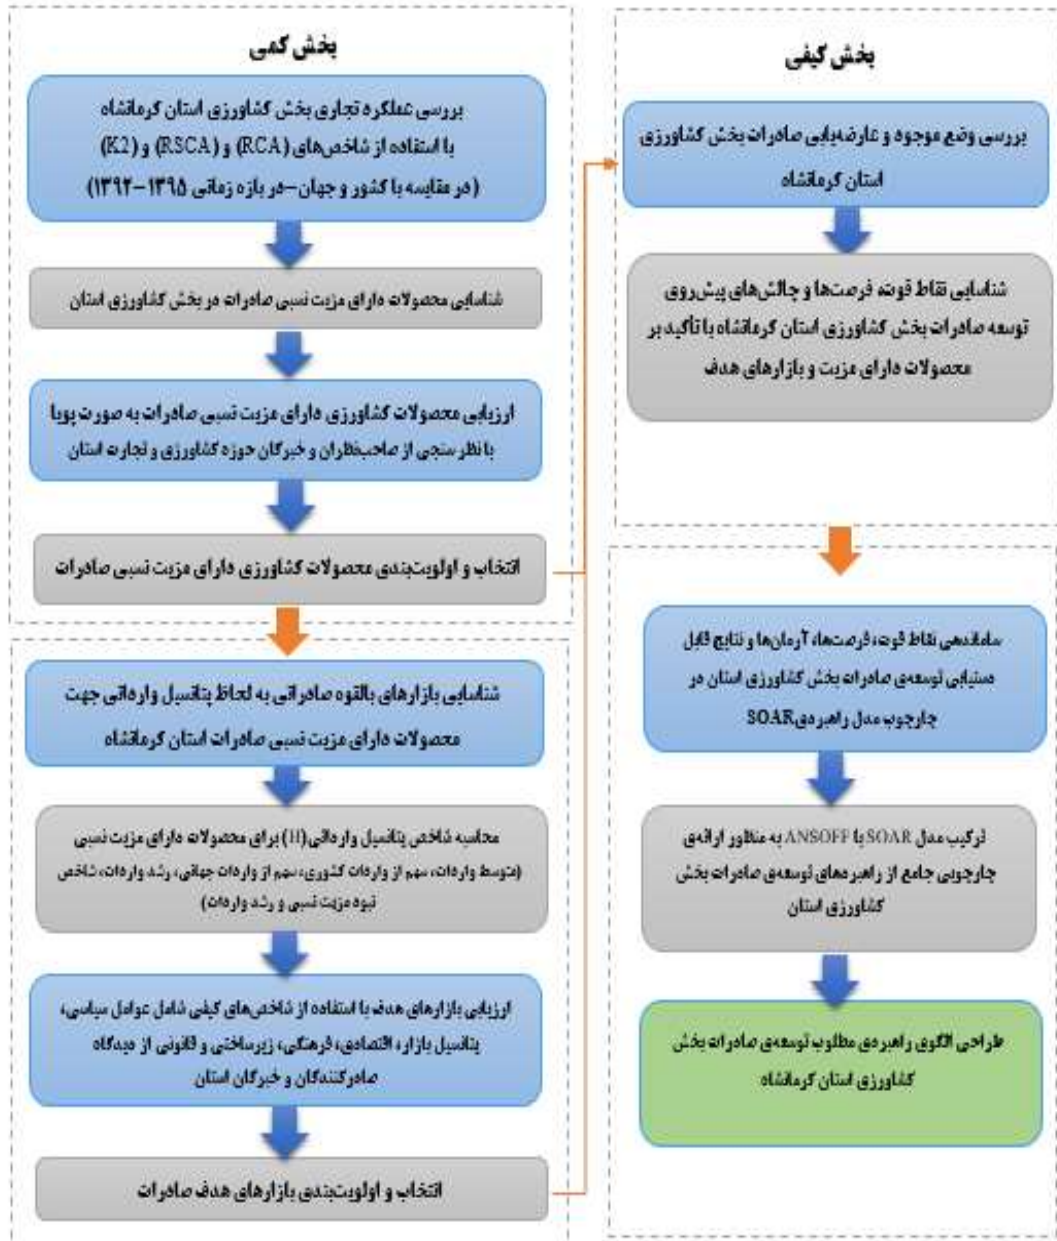 بخش کمی
بررسی عملکرد تجاری بخش کشاورزی استان کرمانشاه
با استفاده از شاخص‌های (RCA) و (RSCA) و (K2)
(در مقایسه با کشور و جهان-در بازه زمانی ۱۳۹۵-۱۳۹۲)
شناسایی محصولات دارای مزیت نسبی صادرات در بخش کشاورزی استان
ارزیابی محصولات کشاورزی دارای مزیت نسبی صادرات به صورت پویا
با نظر سنجی از صاحب‌نظران و خبرگان حوزه کشاورزی و تجارت استان
انتخاب و اولویت‌بندی محصولات کشاورزی دارای مزیت نسبی صادرات
شناسایی بازارهای بالقوه صادراتی به لحاظ پتانسیل وارداتی جهت
محصولات دارای مزیت نسبی صادرات استان کرمانشاه
محاسبه شاخص پتانسیل وارداتی(II) برای محصولات دارای مزیت نسبی
(متوسط واردات، سهم از واردات کشوری، سهم از واردات جهانی، رشد واردات، شاخص
نبود مزیت نسبی و رشد واردات)
ارزیابی بازارهای هدف با استفاده از شاخص‌های کیفی شامل عوامل سیاسی،
پتانسیل بازار، اقتصادی، فرهنگی، زیرساختی و قانونی از دیدگاه
صادرکنندگان و خبرگان استان
انتخاب و اولویت‌بندی بازارهای هدف صادرات
بخش کیفی
بررسی وضع موجود و عارضه‌یابی صادرات بخش کشاورزی
استان کرمانشاه
شناسایی نقاط قوت، فرصت‌ها و چالش‌های پیش‌روی
توسعه صادرات بخش کشاورزی استان کرمانشاه با تأکید بر
محصولات دارای مزیت و بازارهای هدف
ساماندهی نقاط قوت، فرصت‌ها، آرمان‌ها و نتایج قابل
دستیابی توسعه‌ی صادرات بخش کشاورزی استان در
چارچوب مدل راهبردی SOAR
ترکیب مدل SOAR با ANSOFF به منظور ارائه‌ی
چارچوبی جامع از راهبردهای توسعه‌ی صادرات بخش
کشاورزی استان
طراحی الگوی راهبردی مطلوب توسعه‌ی صادرات بخش
کشاورزی استان کرمانشاه